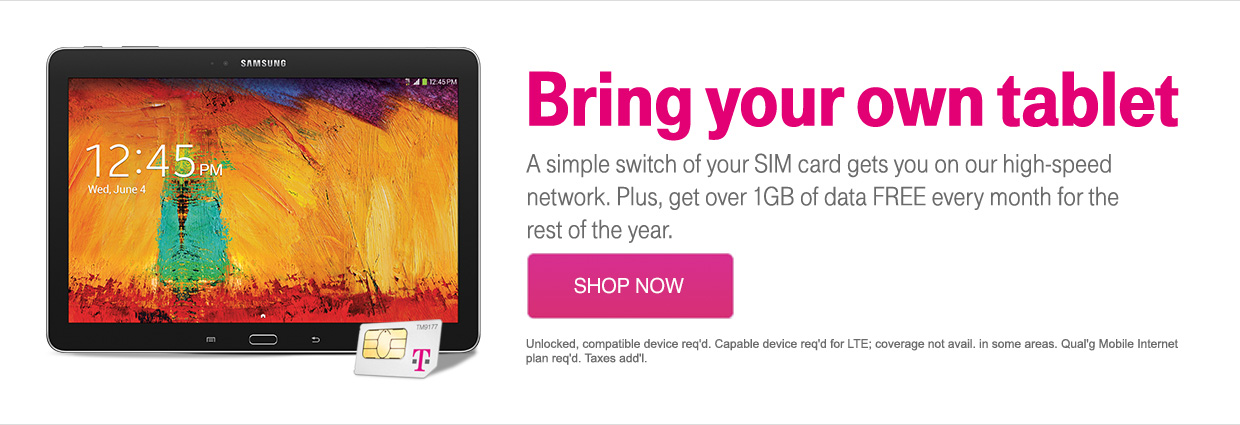 SAMSUNG
12:45 PM
12:45 PM
Wed, June 4
TM9177
T
Bring your own tablet
A simple switch of your SIM card gets you on our high-speed
network. Plus, get over 1GB of data FREE every month for the
rest of the year.
SHOP NOW
Unlocked, compatible device req'd. Capable device req'd for LTE; coverage not avail. in some areas. Qual'g Mobile Internet
plan req'd. Taxes add'l.